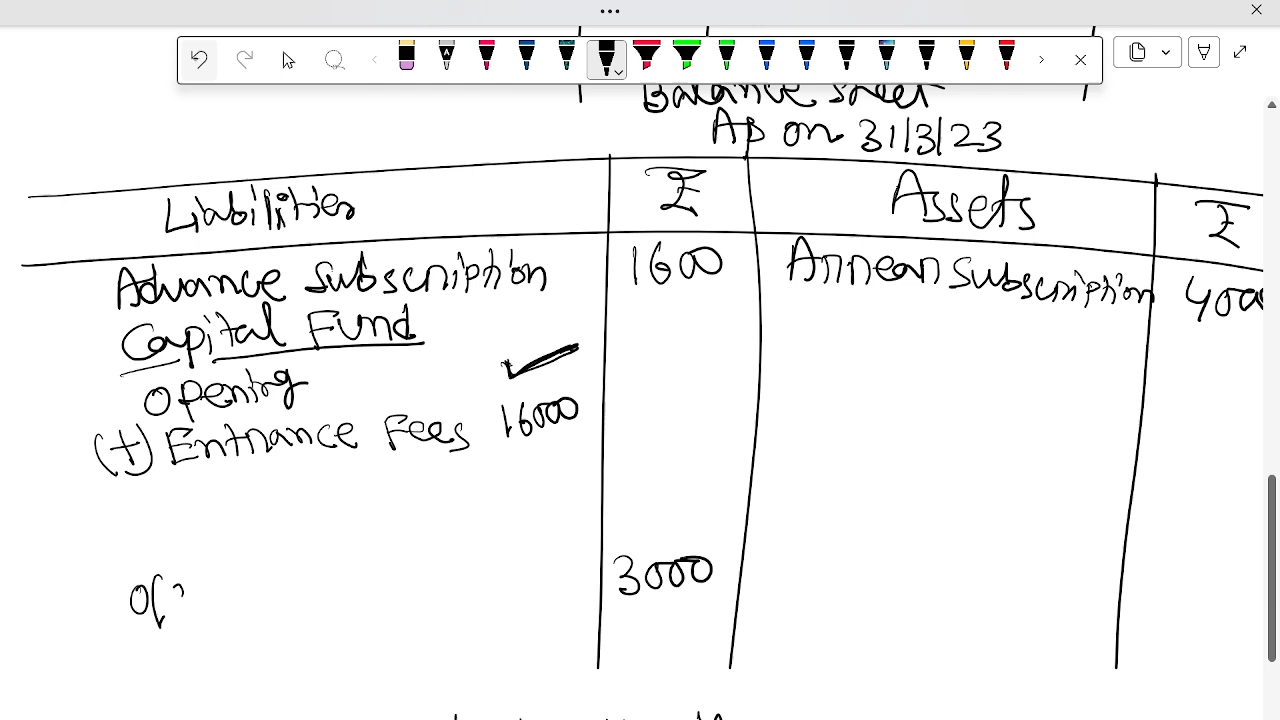 Balance sheet
As on 31/3/23
Liabilities ₹ Assets ₹
Advance subscription 1600 Arrear subscription 4000
Capital Fund
opening
(+) Entrance Fees 16000
3000